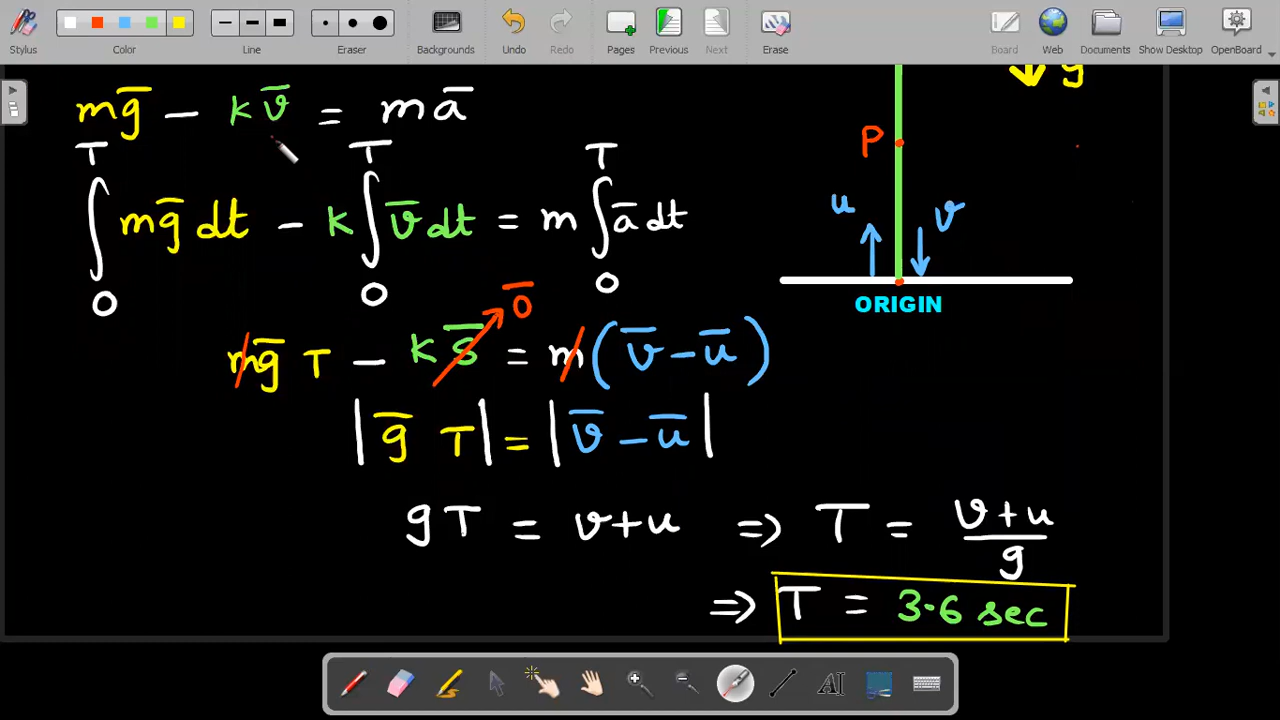 Stylus Color Line Eraser Backgrounds Undo Redo Pages Previous Next Erase Board Web Documents Show Desktop OpenBoard
mg̅ − kv̅ = ma̅
∫₀ᵀ mg̅ dt − k ∫₀ᵀ v̅ dt = m ∫₀ᵀ a̅ dt
mg̅ T − k s̅ = m (v̅ − u̅)
0̅
|g̅ T| = |v̅ − u̅|
gT = v+u ⇒ T = (v+u)/g
⇒ T = 3.6 sec
g
P
u v
ORIGIN
AI